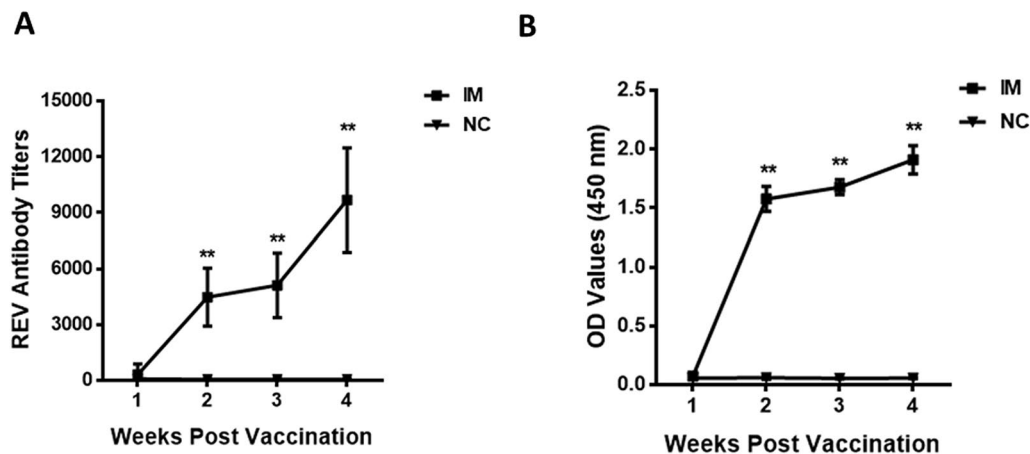 A
REV Antibody Titers
15000
12000
9000
6000
3000
0
**
**
**
IM
NC
1 2 3 4
Weeks Post Vaccination
B
OD Values (450 nm)
2.5
2.0
1.5
1.0
0.5
0.0
**
**
**
IM
NC
1 2 3 4
Weeks Post Vaccination